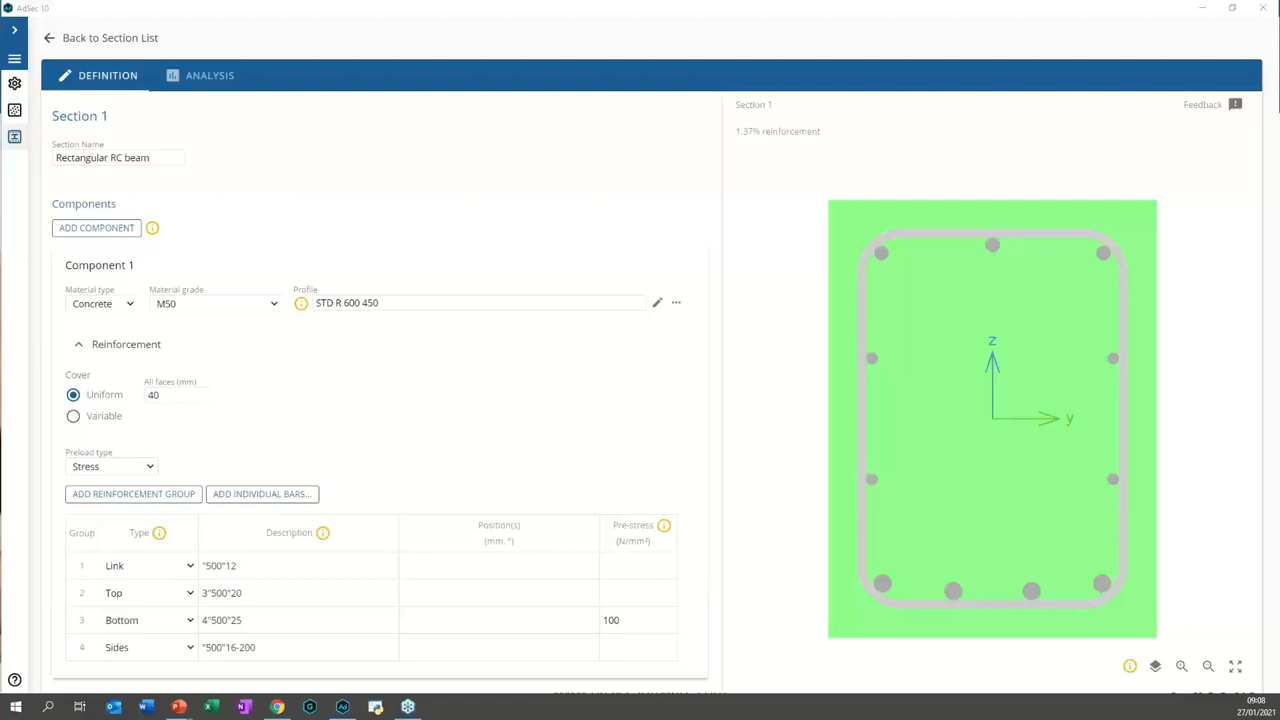 AdSec 10
Back to Section List
DEFINITION
ANALYSIS
Section 1
Section Name
Rectangular RC beam
Components
ADD COMPONENT
Component 1
Material type
Material grade
Profile
Concrete
M50
STD R 600 450
Reinforcement
Cover
All faces (mm)
Uniform
40
Variable
Preload type
Stress
ADD REINFORCEMENT GROUP
ADD INDIVIDUAL BARS...
Group
Type
Description
Position(s)
(mm, °)
Pre-stress
(N/mm²)
1
Link
"500"12
2
Top
3"500"20
3
Bottom
4"500"25
100
4
Sides
"500"16-200
Section 1
Feedback
1.37% reinforcement
z
y
09:08
27/01/2021